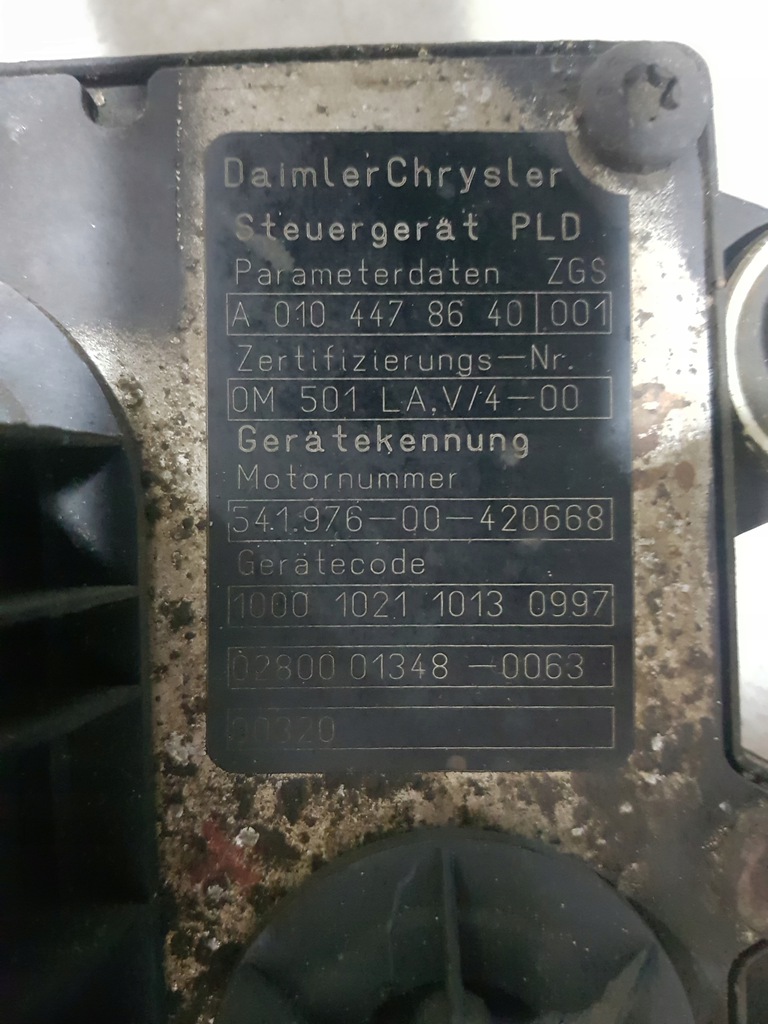 DaimlerChrysler
Steuergerät PLD
Parameterdaten ZGS
A 010 447 86 40 001
Zertifizierungs-Nr.
OM 501 LA.V/4-00
Gerätekennung
Motornummer
541.976-00-420668
Gerätecode
1000 1021 1013 0997
02800 01348 -0063
90320